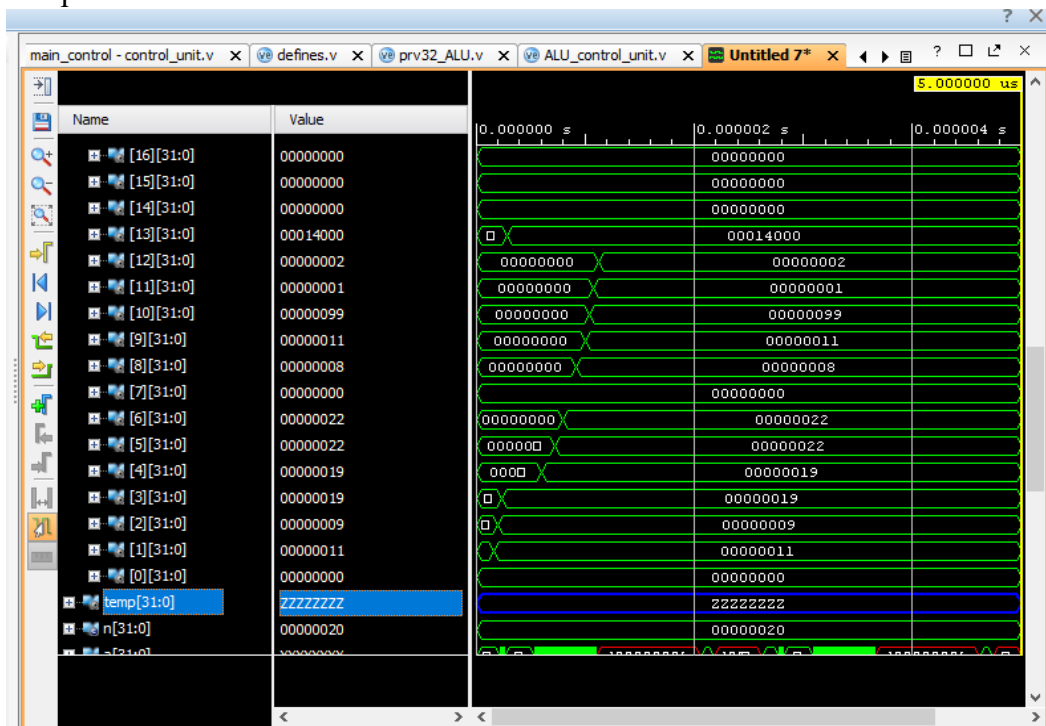 main_control - control_unit.v defines.v prv32_ALU.v ALU_control_unit.v Untitled 7*
5.000000 us
Name Value
0.000000 s 0.000002 s 0.000004 s
[16][31:0] 00000000 00000000
[15][31:0] 00000000 00000000
[14][31:0] 00000000 00000000
[13][31:0] 00014000 00014000
[12][31:0] 00000002 00000000 00000002
[11][31:0] 00000001 00000000 00000001
[10][31:0] 00000099 00000000 00000099
[9][31:0] 00000011 00000000 00000011
[8][31:0] 00000008 00000000 00000008
[7][31:0] 00000000 00000000
[6][31:0] 00000022 00000000 00000022
[5][31:0] 00000022 00000 00000022
[4][31:0] 00000019 000 00000019
[3][31:0] 00000019 00000019
[2][31:0] 00000009 00000009
[1][31:0] 00000011 00000011
[0][31:0] 00000000 00000000
temp[31:0] ZZZZZZZZ ZZZZZZZZ
n[31:0] 00000020 00000020